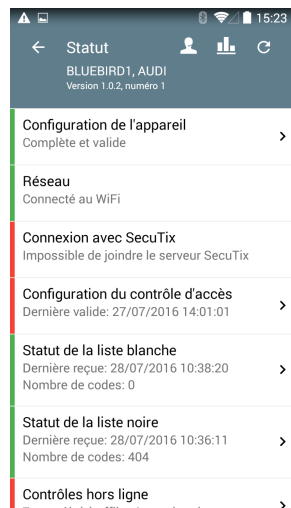 15:23
Statut
BLUEBIRD1, AUDI
Version 1.0.2, numéro 1
Configuration de l'appareil
Complète et valide
Réseau
Connecté au WiFi
Connexion avec SecuTix
Impossible de joindre le serveur SecuTix
Configuration du contrôle d'accès
Dernière valide: 27/07/2016 14:01:01
Statut de la liste blanche
Dernière reçue: 28/07/2016 10:38:20
Nombre de codes: 0
Statut de la liste noire
Dernière reçue: 28/07/2016 10:36:11
Nombre de codes: 404
Contrôles hors ligne